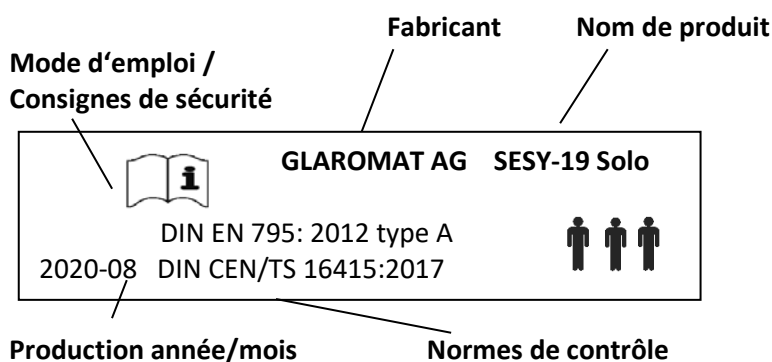 Fabricant Nom de produit
Mode d‘emploi /
Consignes de sécurité
GLAROMAT AG SESY-19 Solo
i
DIN EN 795: 2012 type A
2020-08 DIN CEN/TS 16415:2017
Production année/mois Normes de contrôle